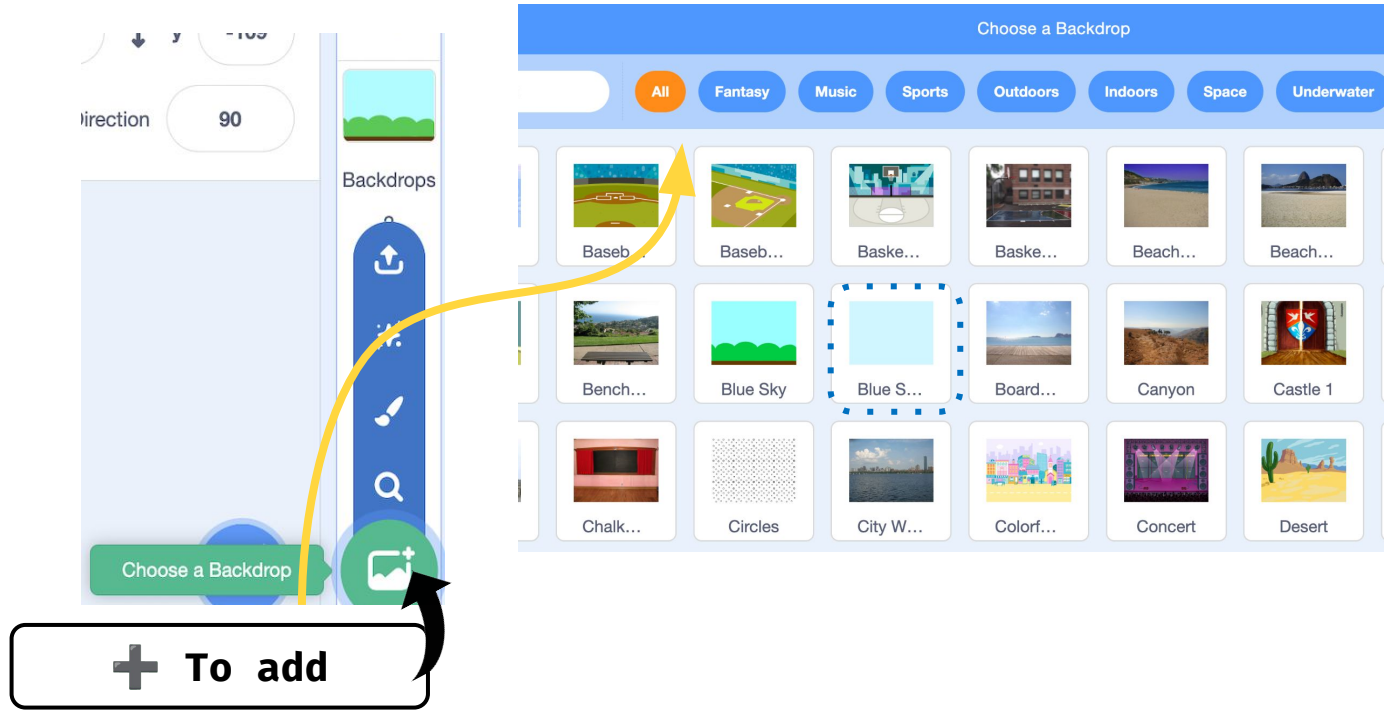 y
-109
Direction
90
Backdrops
Choose a Backdrop
➕ To add
Choose a Backdrop
All
Fantasy
Music
Sports
Outdoors
Indoors
Space
Underwater
Baseb...
Baseb...
Baske...
Baske...
Beach...
Beach...
Bench...
Blue Sky
Blue S...
Board...
Canyon
Castle 1
Chalk...
Circles
City W...
Colorf...
Concert
Desert